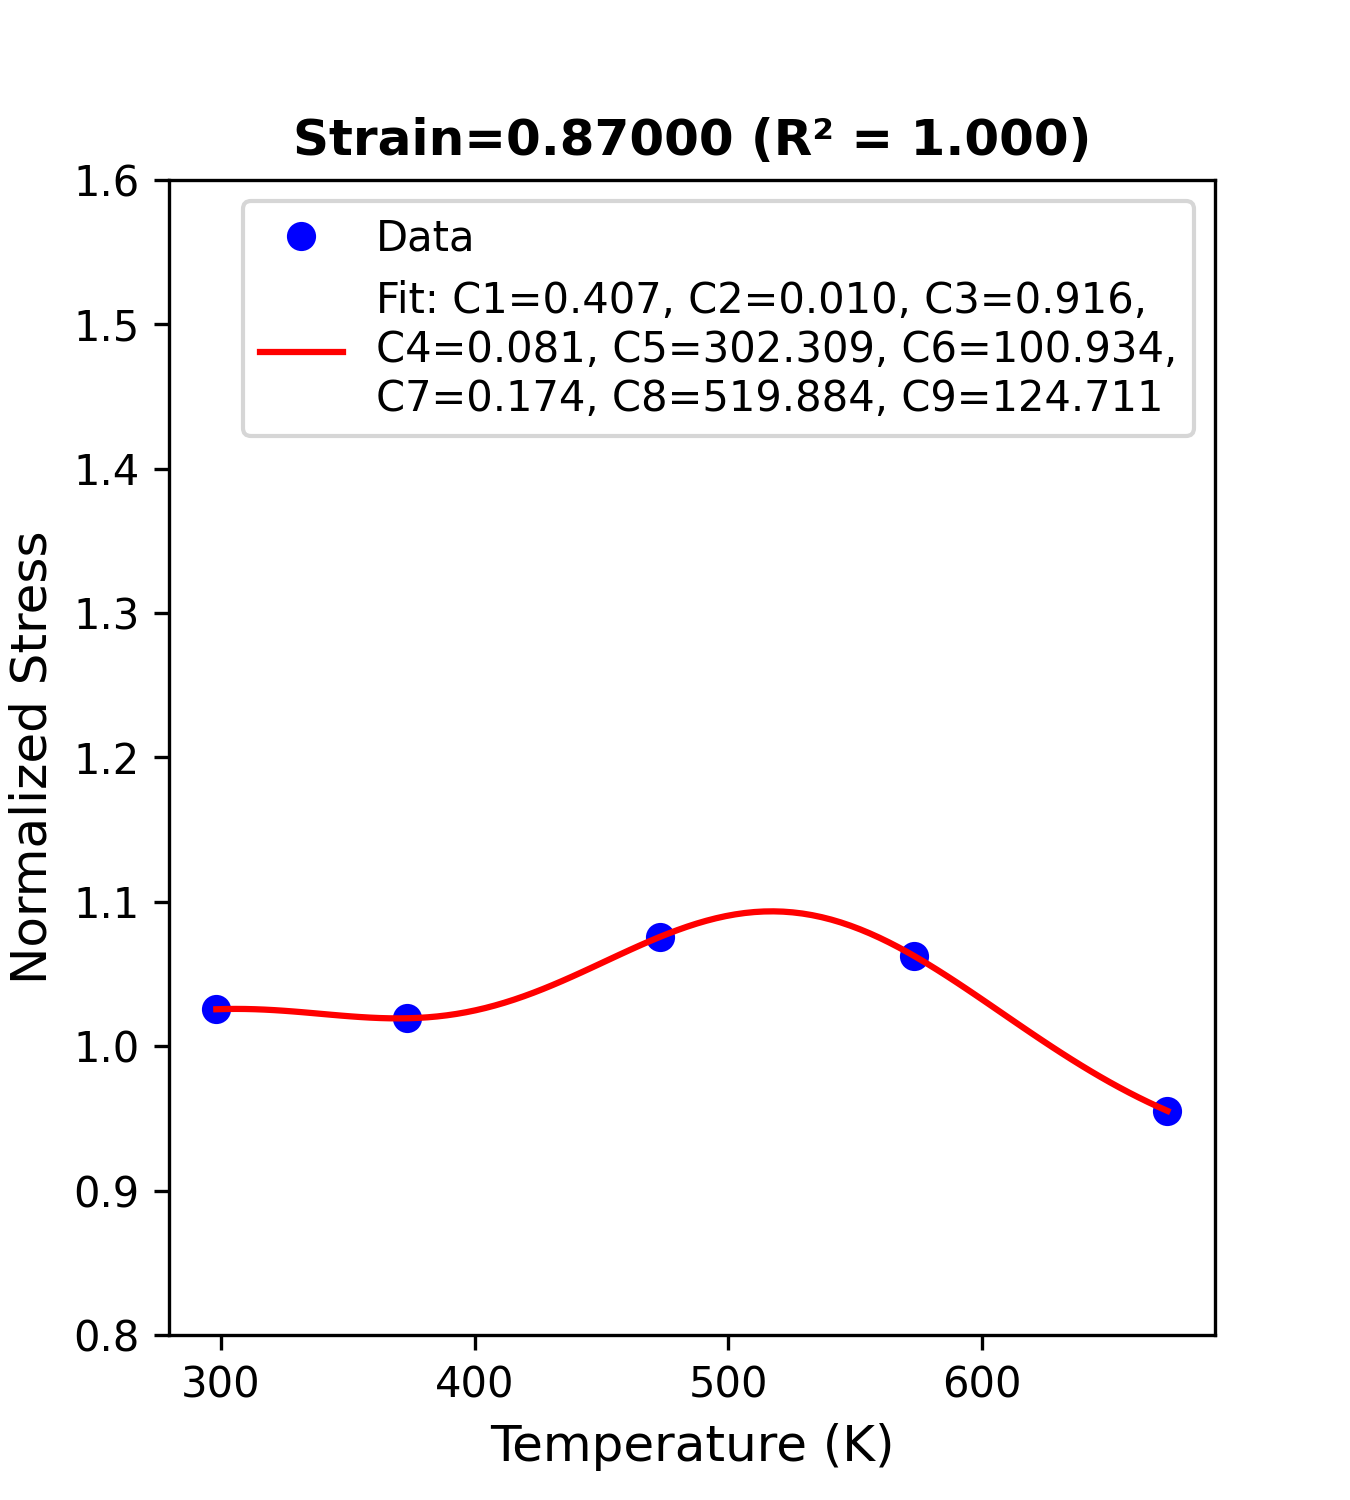 Strain=0.87000 (R² = 1.000)
1.6
1.5
1.4
1.3
1.2
1.1
1.0
0.9
0.8
Normalized Stress
Data
Fit: C1=0.407, C2=0.010, C3=0.916,
C4=0.081, C5=302.309, C6=100.934,
C7=0.174, C8=519.884, C9=124.711
300 400 500 600
Temperature (K)